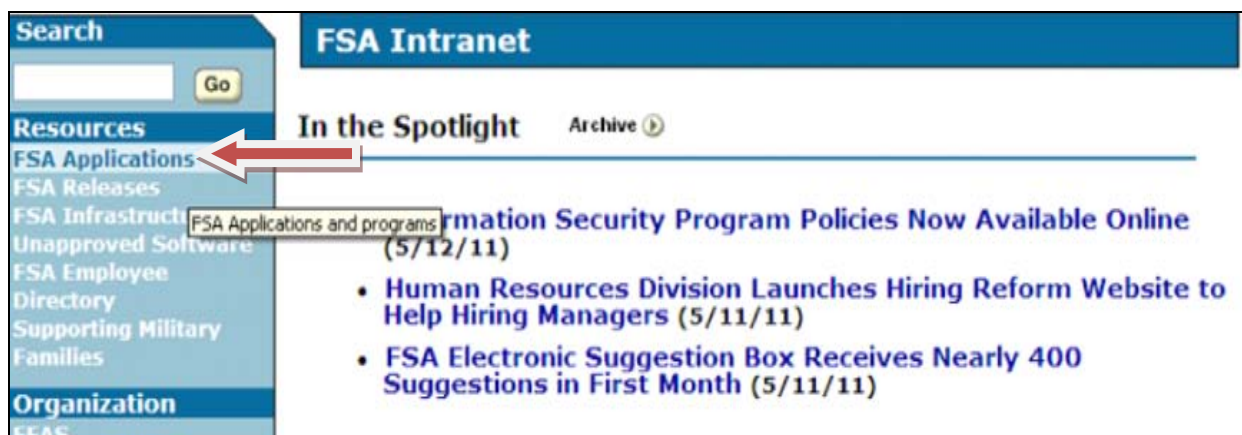 Search
Go
Resources
FSA Applications
FSA Releases
FSA Infrastructu
FSA Applications and programs
Unapproved Software
FSA Employee
Directory
Supporting Military
Families
Organization
FSA Intranet
In the Spotlight Archive
rmation Security Program Policies Now Available Online
(5/12/11)
• Human Resources Division Launches Hiring Reform Website to
Help Hiring Managers (5/11/11)
• FSA Electronic Suggestion Box Receives Nearly 400
Suggestions in First Month (5/11/11)